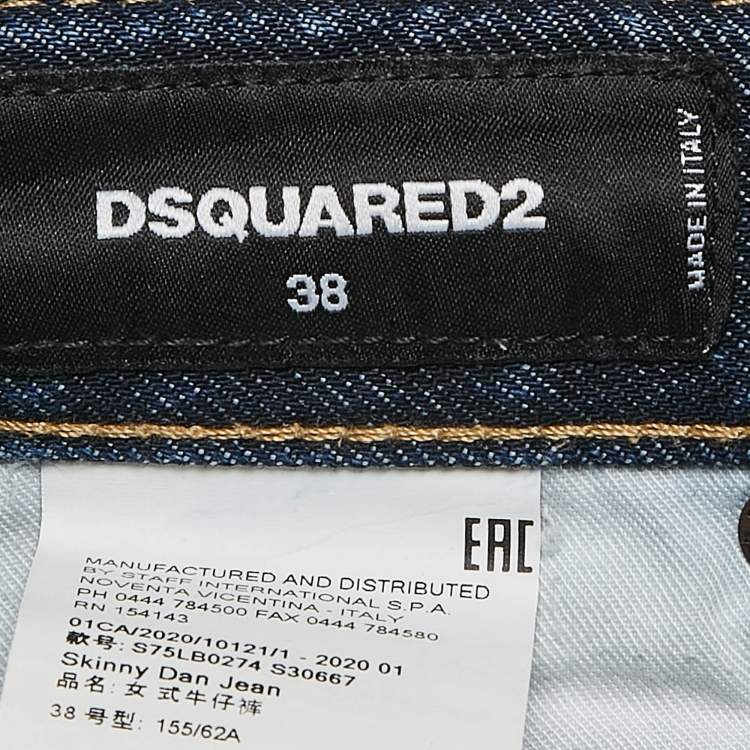 DSQUARED2
38
MADE IN ITALY
EAC
MANUFACTURED AND DISTRIBUTED
BY STAFF INTERNATIONAL S.P.A.
NOVENTA VICENTINA - ITALY
PH 0444 784500 FAX 0444 784580
RN 154143
01CA/2020/10121/1 - 2020 01
款号: S75LB0274 S30667
Skinny Dan Jean
品名: 女式牛仔裤
38 号型: 155/62A